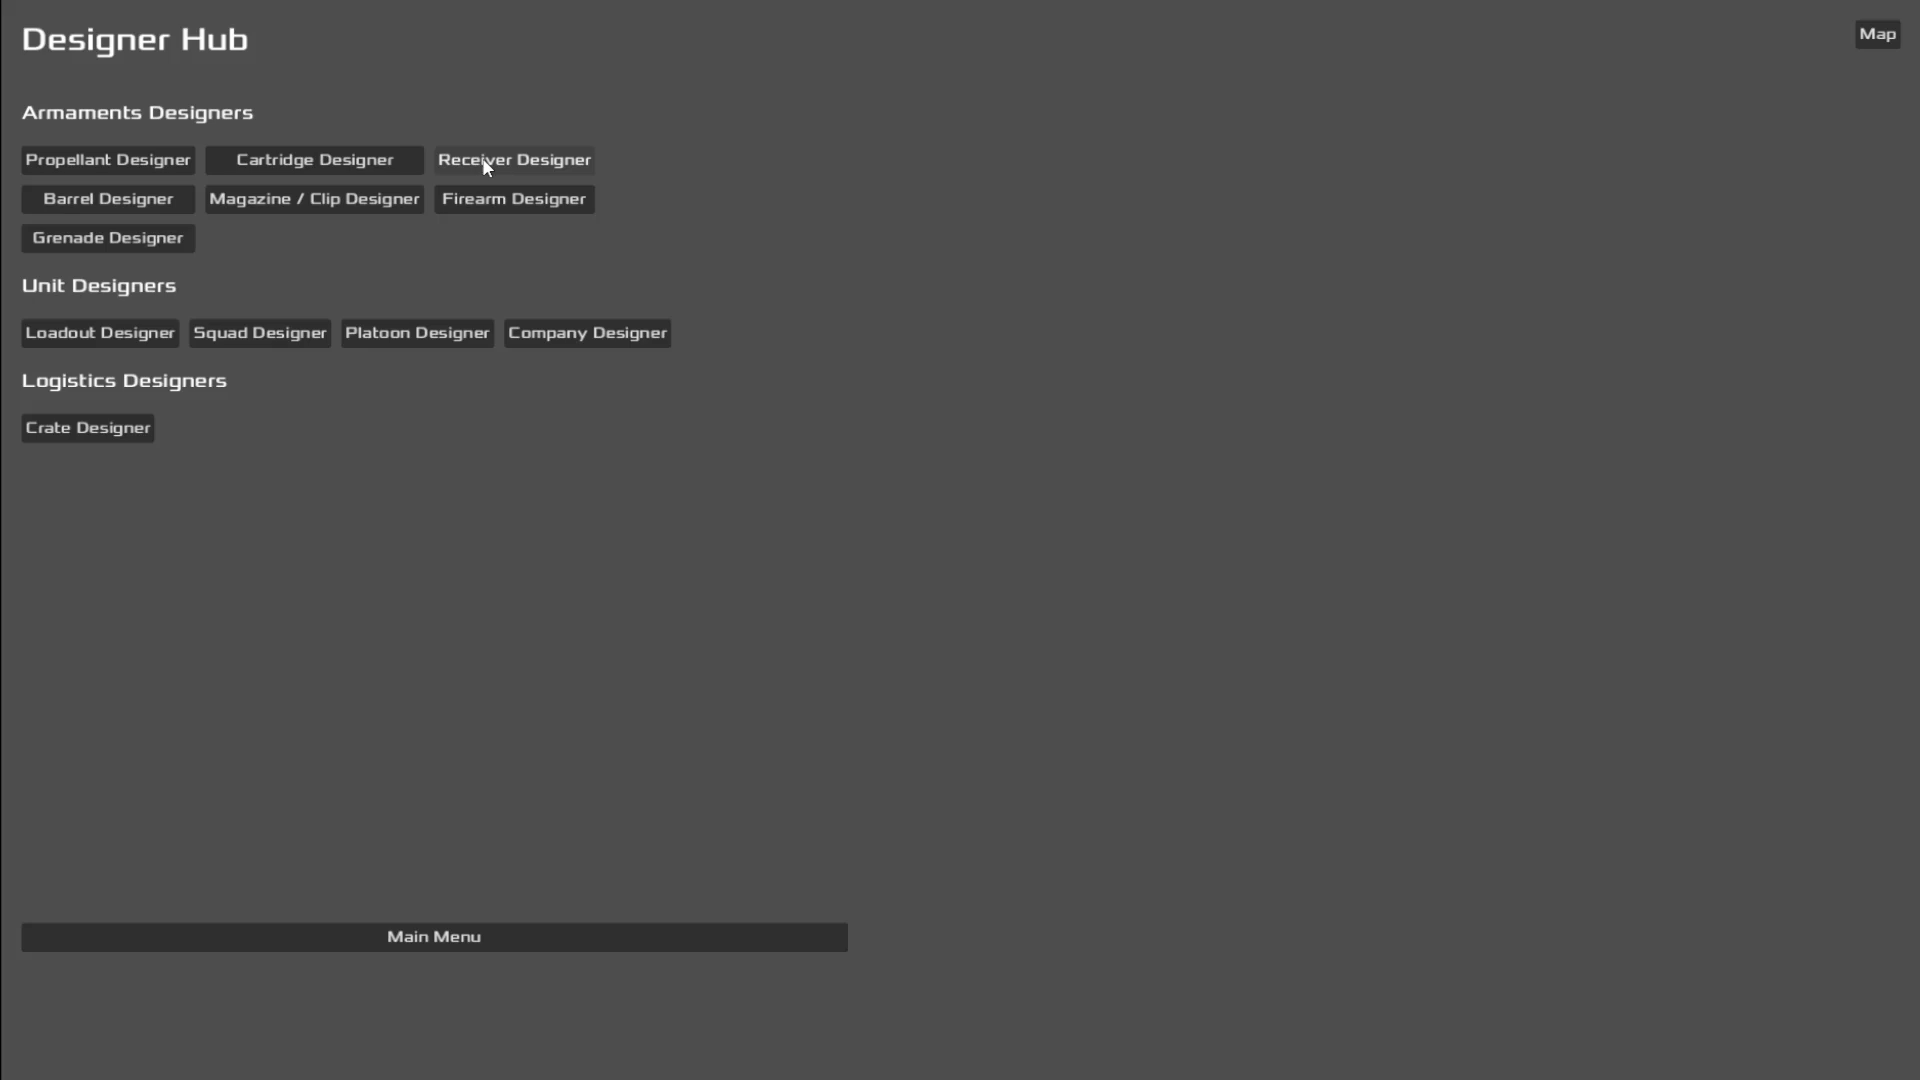 Designer Hub
Map
Armaments Designers
Propellant Designer Cartridge Designer Receiver Designer
Barrel Designer Magazine / Clip Designer Firearm Designer
Grenade Designer
Unit Designers
Loadout Designer Squad Designer Platoon Designer Company Designer
Logistics Designers
Crate Designer
Main Menu